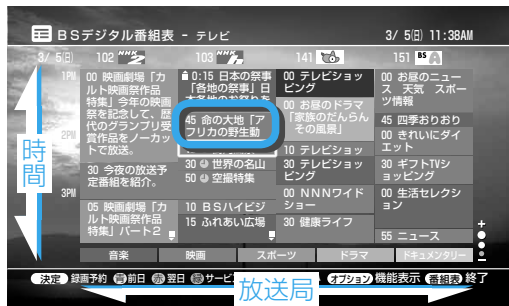 BSデジタル番組表 - テレビ 3/ 5(日) 11:38AM
3/ 5(日) 102 NHK 2 103 NHK h 141 151 BS A
1PM
00 映画劇場「カ
ルト映画祭作品
特集」今年の映画
祭を記念して、歴
代のグランプリ受
賞作品をノーカッ
トで放送。
30 今夜の放送予
定番組を紹介。
05 映画劇場「カ
ルト映画祭作品
特集」パート2
2PM
3PM
0:15 日本の祭事
「各地の祭事」日
本各地のお祭りを
45 命の大地「ア
フリカの野生動
30 世界の名山
50 空撮特集
10 BSハイビジ
15 ふれあい広場
00 テレビショッ
ピング
00 お昼のドラマ
「家族のだんらん
その風景」
10 テレビショッ
30 テレビショッ
ピング
00 NNNワイド
ショー
30 健康ライフ
00 お昼のニュー
ス 天気 スポー
ツ情報
45 四季おりおり
00 きれいにダイ
エット
30 ギフトTVシ
ョッピング
00 生活セレクシ
ョン
55 ニュース
時間
音楽 映画 スポーツ ドラマ ドキュメンタリー
決定 録画予約 青 前日 赤 翌日 サービ オプション 機能表示 番組表 終了
放送局